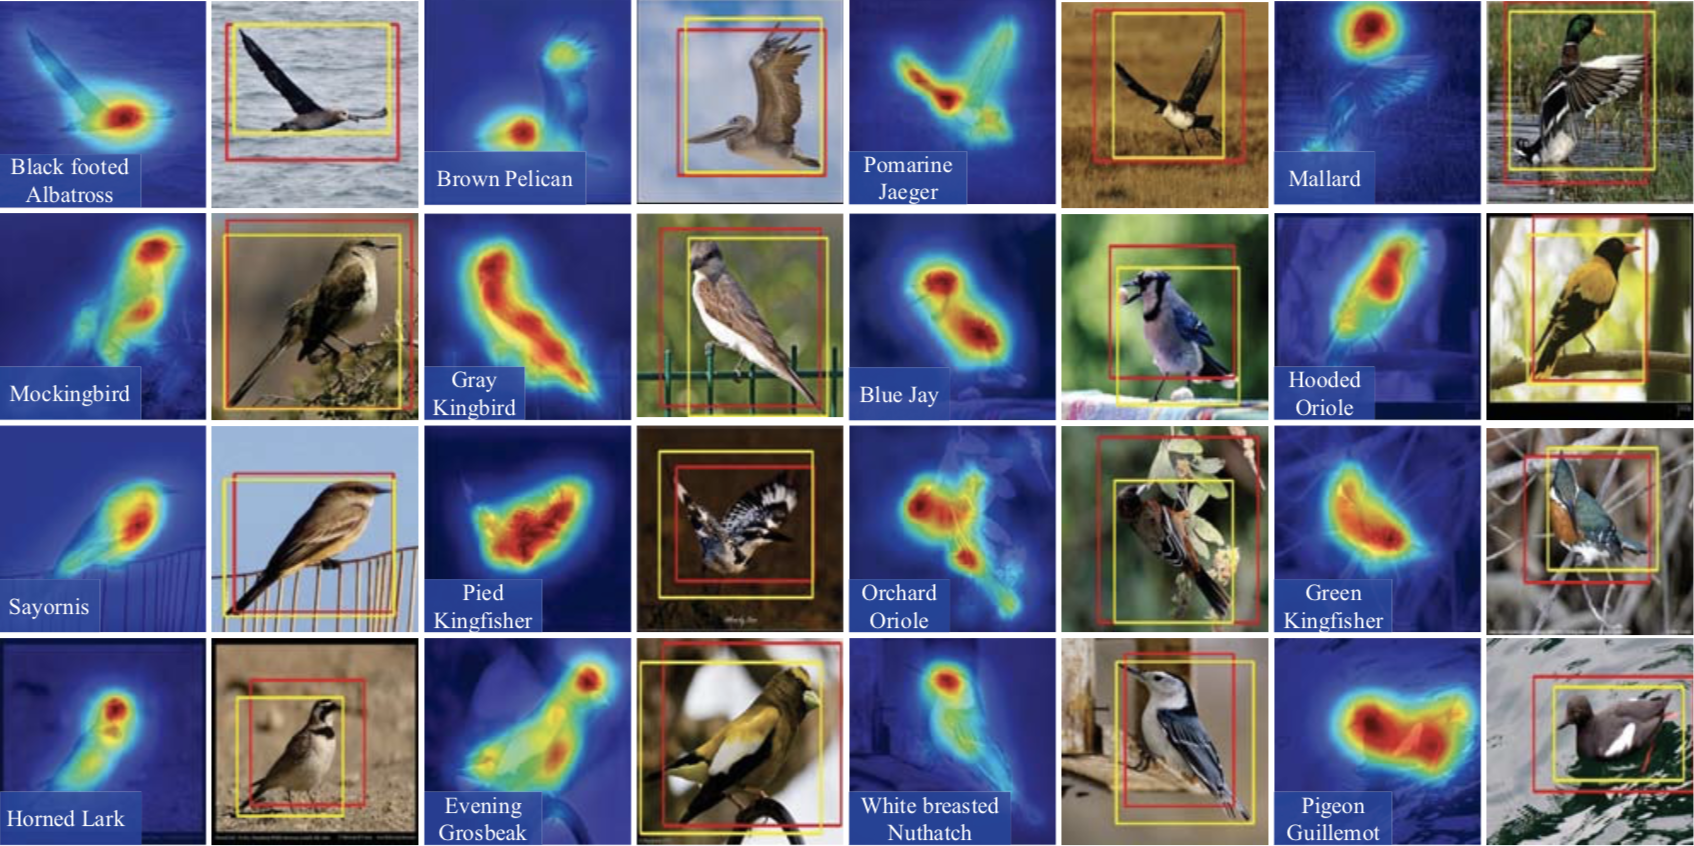 Black footed
Albatross
Brown Pelican
Pomarine
Jaeger
Mallard
Mockingbird
Gray
Kingbird
Blue Jay
Hooded
Oriole
Sayornis
Pied
Kingfisher
Orchard
Oriole
Green
Kingfisher
Horned Lark
Evening
Grosbeak
White breasted
Nuthatch
Pigeon
Guillemot